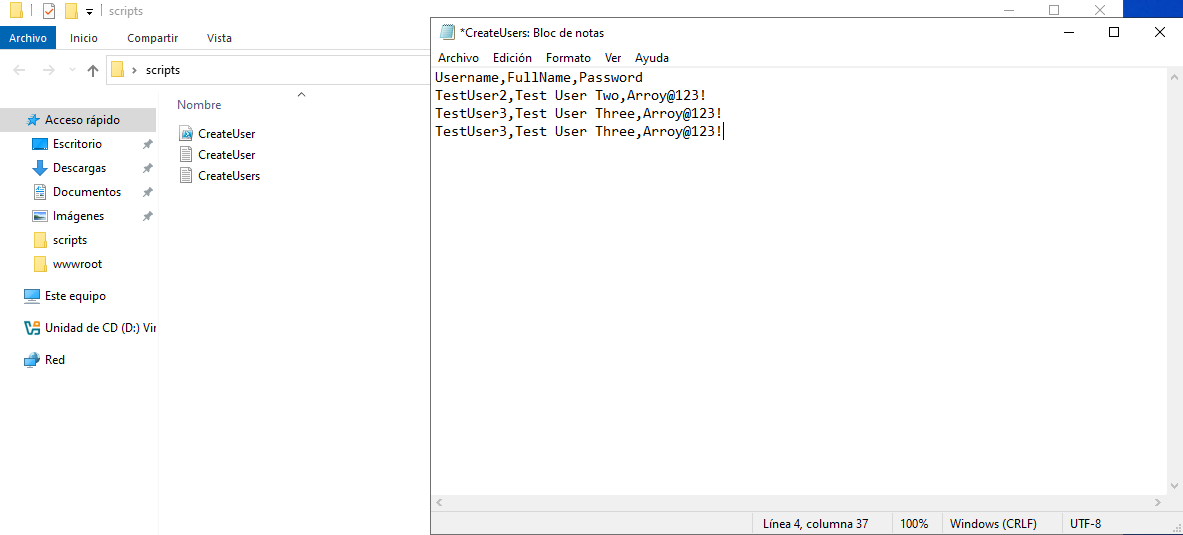 scripts
Archivo Inicio Compartir Vista
scripts
Nombre
Acceso rápido
Escritorio
Descargas
Documentos
Imágenes
scripts
wwwroot
Este equipo
Unidad de CD (D:) Vir
Red
CreateUser
CreateUser
CreateUsers
*CreateUsers: Bloc de notas
Archivo Edición Formato Ver Ayuda
Username,FullName,Password
TestUser2,Test User Two,Arroy@123!
TestUser3,Test User Three,Arroy@123!
TestUser3,Test User Three,Arroy@123!
Línea 4, columna 37 100% Windows (CRLF) UTF-8